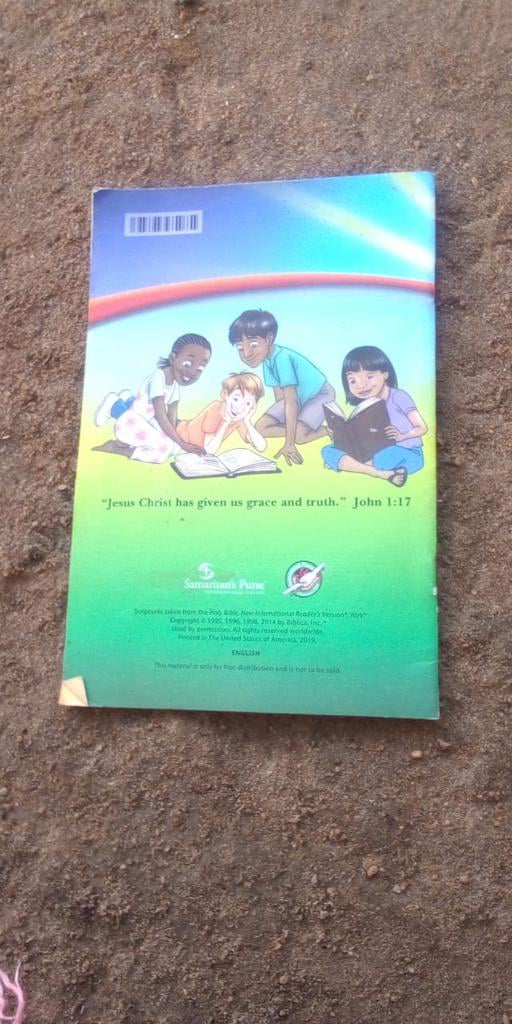 "Jesus Christ has given us grace and truth." John 1:17
Samaritan's Purse
Scriptures taken from the Holy Bible, New International Reader's Version®, NIrV®
Copyright © 1995, 1996, 1998, 2014 by Biblica, Inc.®
Used by permission. All rights reserved worldwide.
Printed in The United States of America, 2019.
ENGLISH
This material is only for free distribution and is not to be sold.